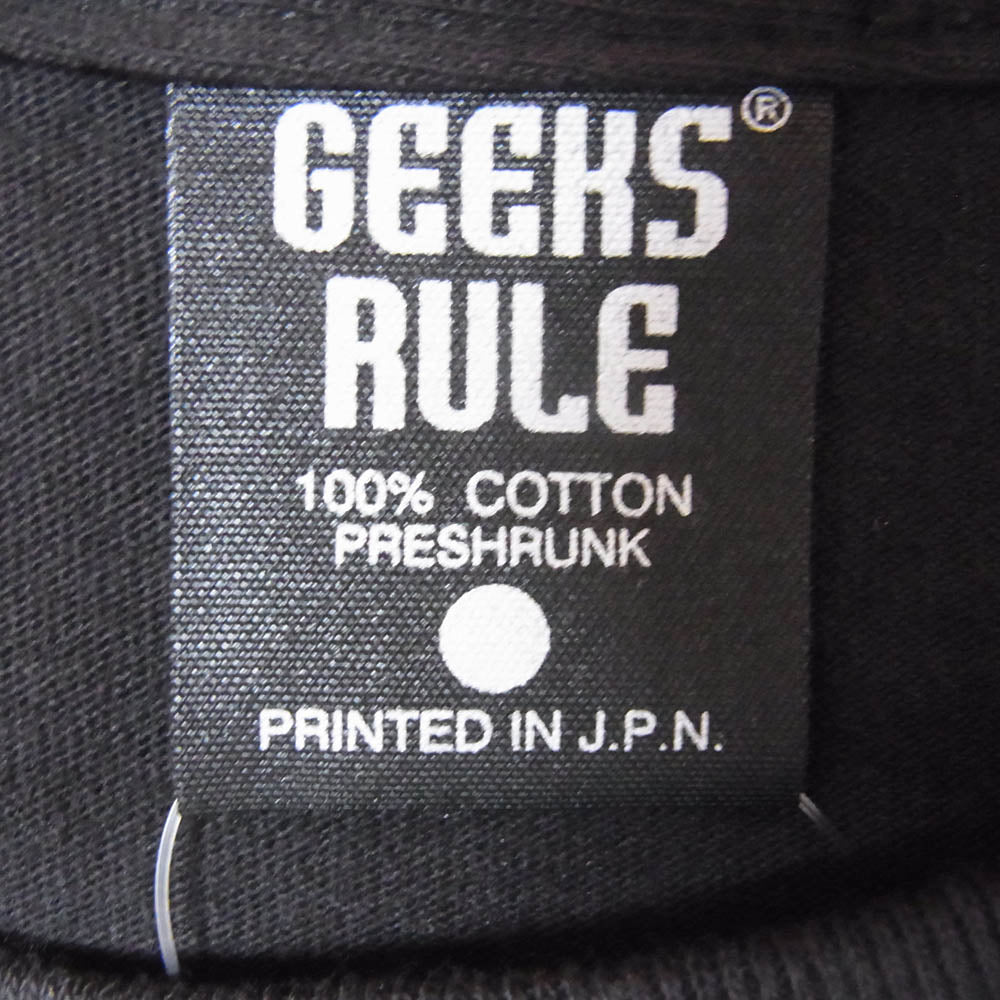 GEEKS®
RULE
100% COTTON
PRESHRUNK
PRINTED IN J.P.N.